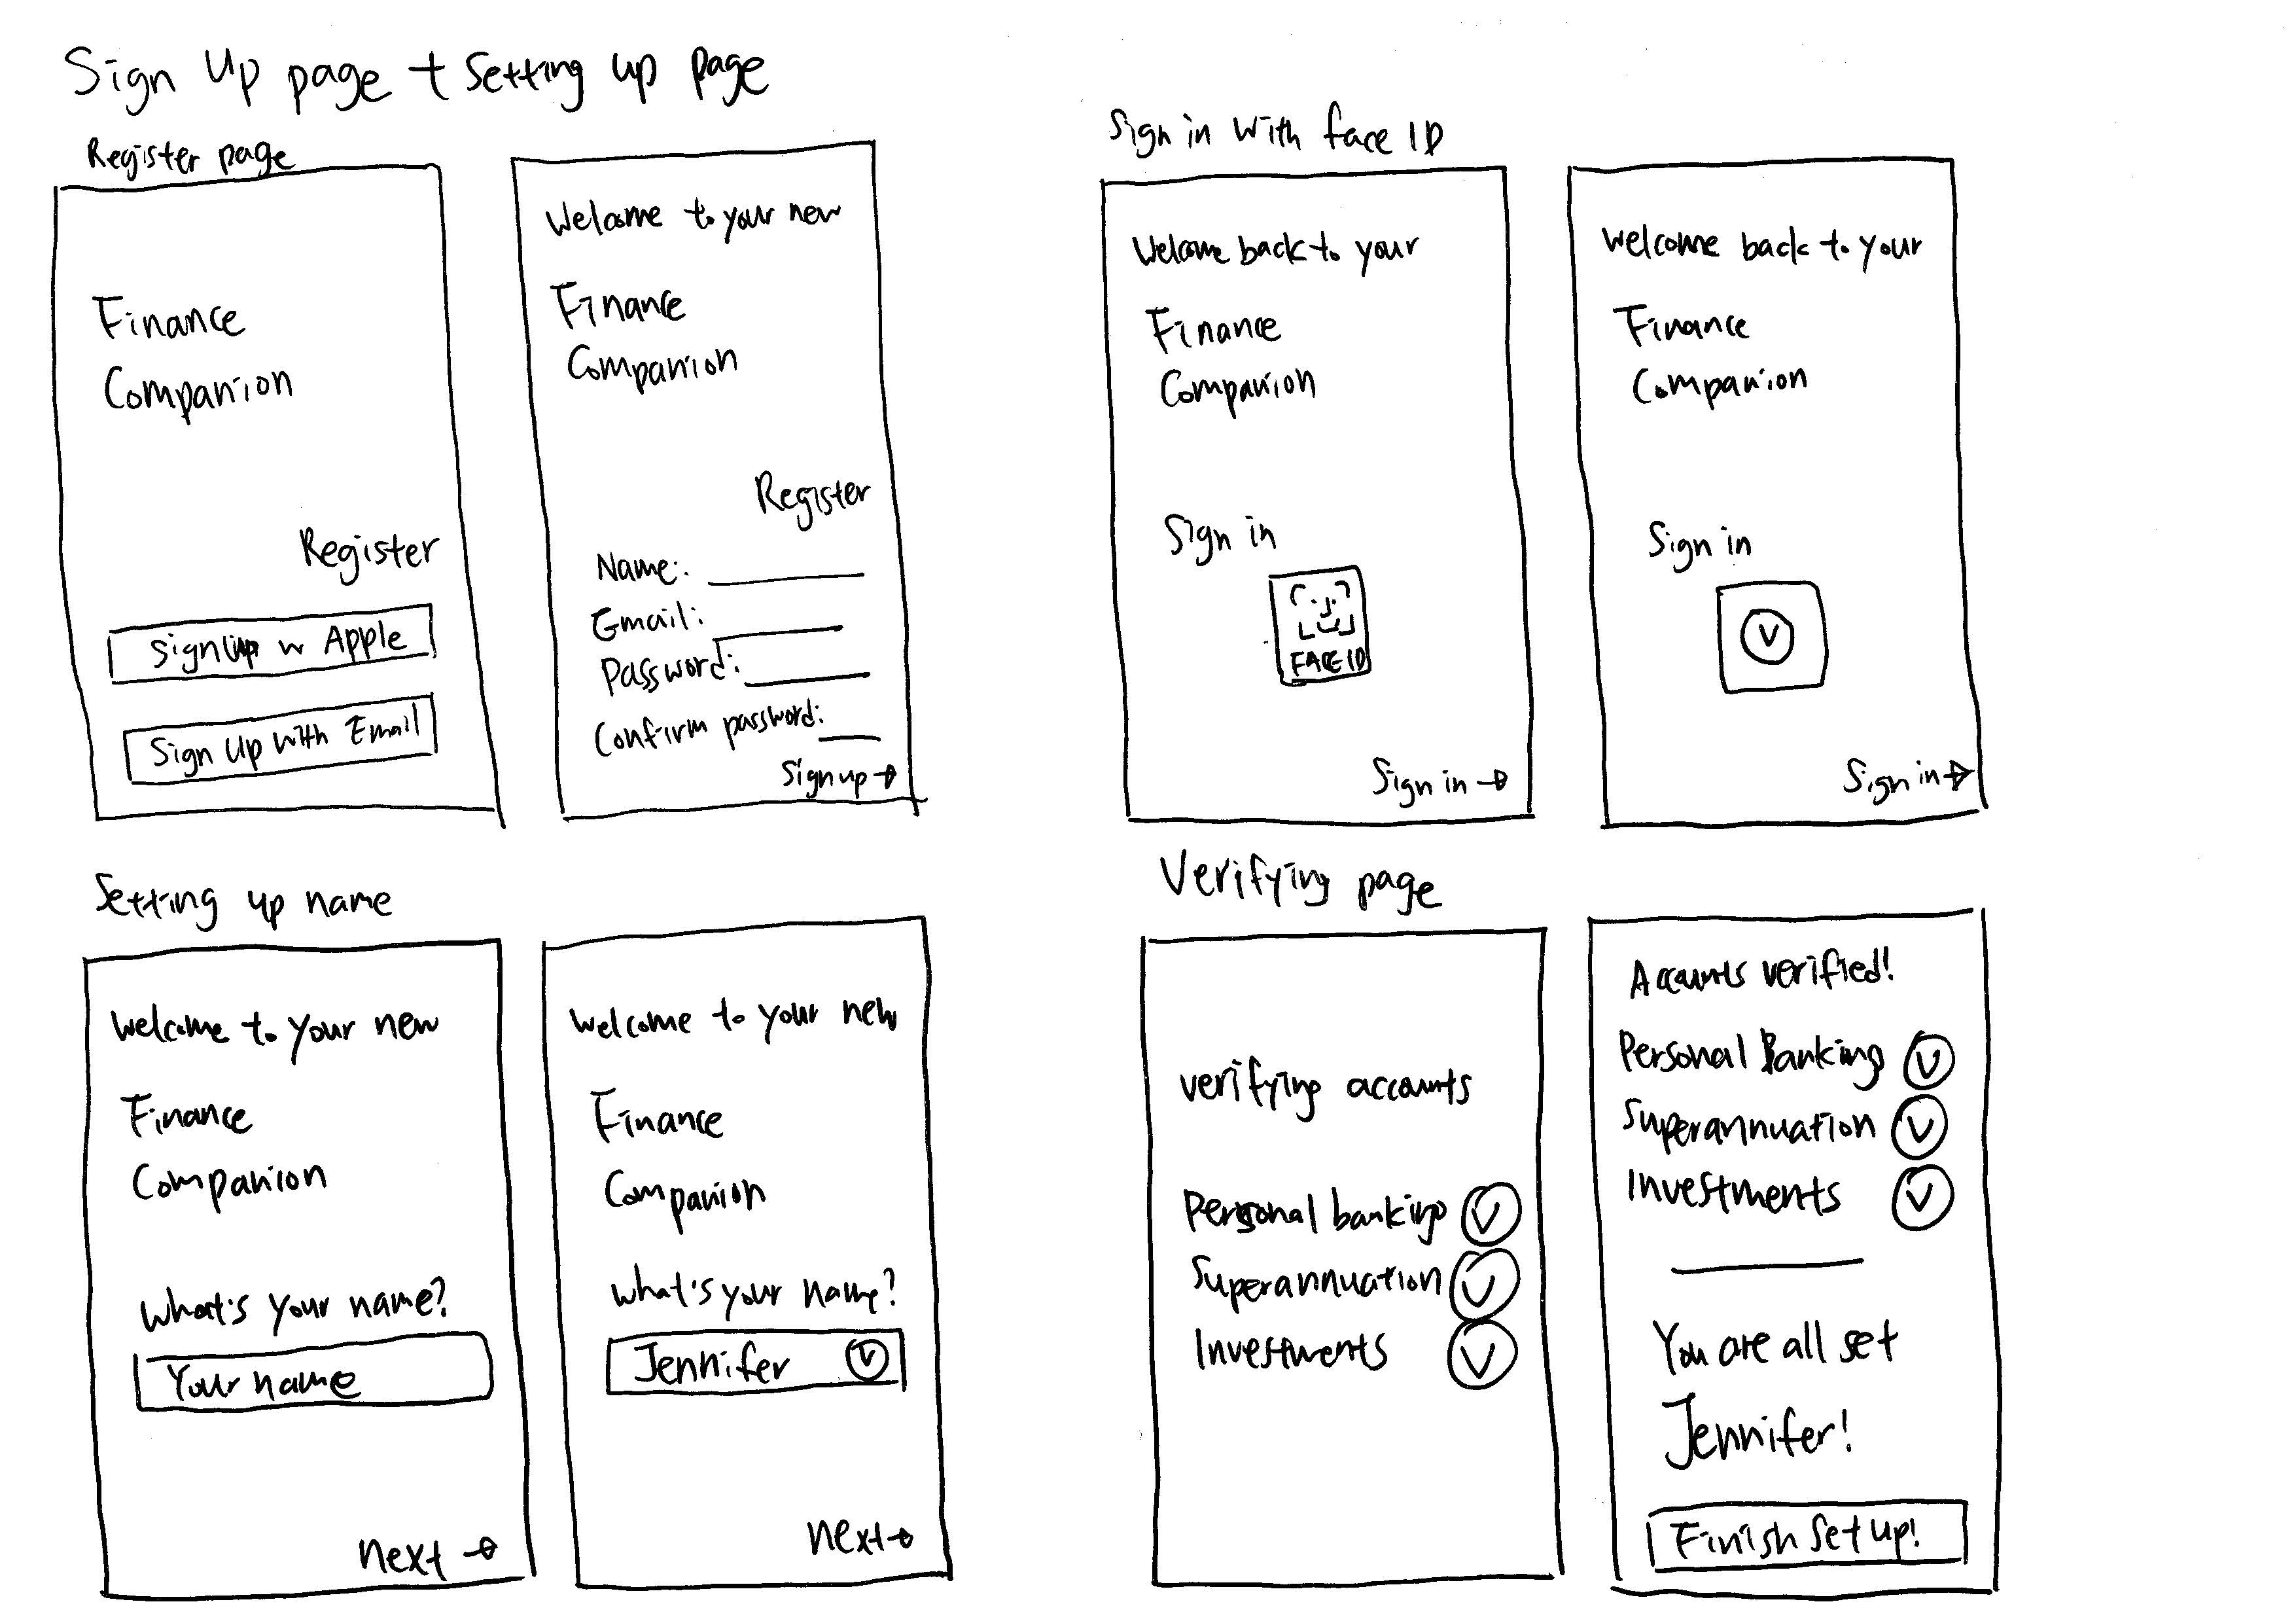 Sign Up page + Setting up page
Register page
Finance
Companion
Register
Sign Up w Apple
Sign Up with Email
Welcome to your new
Finance
Companion
Register
Name:
Email:
Password:
Confirm password:
Sign up →
Sign in with face ID
Welcome back to your
Finance
Companion
Sign in
FACE ID
Sign in →
Welcome back to your
Finance
Companion
Sign in
Sign in →
Setting up name
Welcome to your new
Finance
Companion
What's your name?
Your name
next →
Welcome to your new
Finance
Companion
What's your name?
Jennifer
next →
Verifying page
verifying accounts
Personal banking
Superannuation
Investments
Accounts verified!
Personal Banking
Superannuation
Investments
You are all set
Jennifer!
Finish set up!